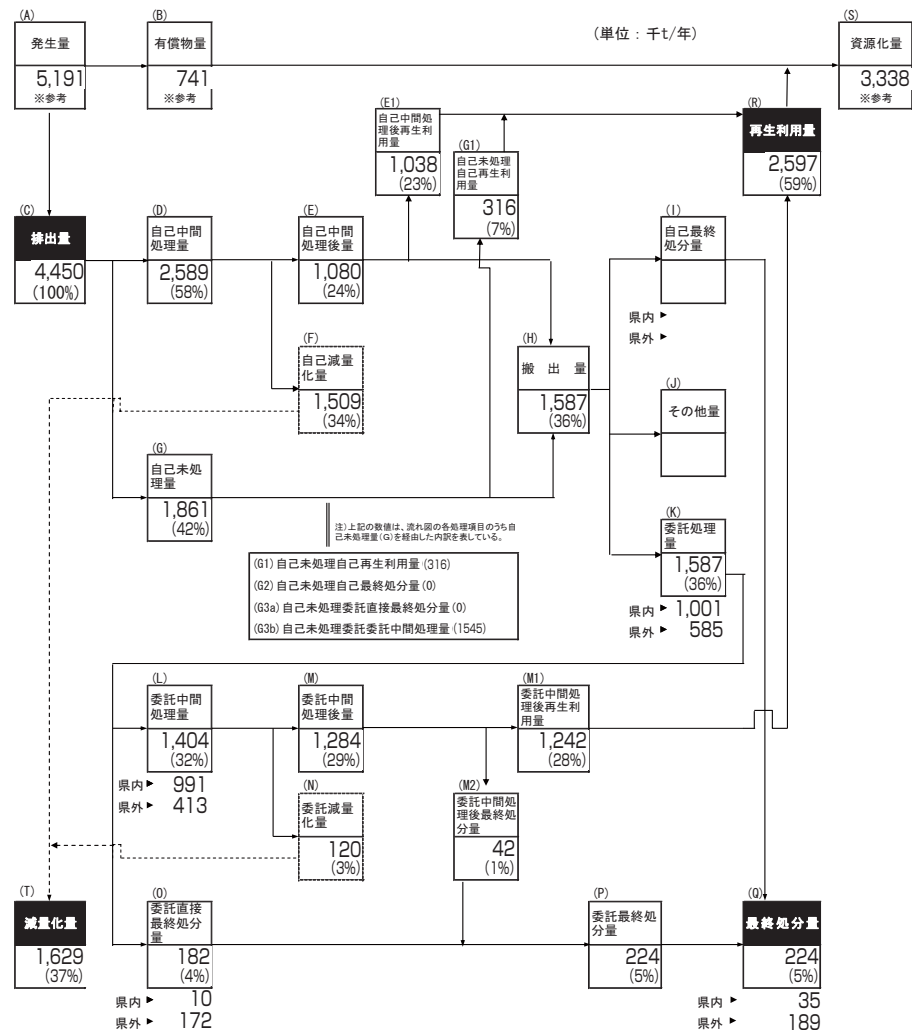 (単位:千t/年)
(A)
発生量
5,191
※参考
(B)
有償物量
741
※参考
(S)
資源化量
3,338
※参考
(E1)
自己中間処
理後再生利
用量
1,038
(23%)
(G1)
自己未処理
自己再生利
用量
316
(7%)
(R)
再生利用量
2,597
(59%)
(C)
排出量
4,450
(100%)
(D)
自己中間
処理量
2,589
(58%)
(E)
自己中間
処理後量
1,080
(24%)
(I)
自己最終
処分量
県内▶
県外▶
(F)
自己減量
化量
1,509
(34%)
(H)
搬 出 量
1,587
(36%)
(J)
その他量
(G)
自己未処
理量
1,861
(42%)
(K)
委託処理
量
1,587
(36%)
県内▶ 1,001
県外▶ 585
注)上記の数値は、流れ図の各処理項目のうち自
己未処理量(G)を経由した内訳を表している。
(G1)自己未処理自己再生利用量(316)
(G2)自己未処理自己最終処分量(0)
(G3a)自己未処理委託直接最終処分量(0)
(G3b)自己未処理委託委託中間処理量(1545)
(L)
委託中間
処理量
1,404
(32%)
県内▶ 991
県外▶ 413
(M)
委託中間
処理後量
1,284
(29%)
(M1)
委託中間処
理後再生利
用量
1,242
(28%)
(N)
委託減量
化量
120
(3%)
(M2)
委託中間処
理後最終処
分量
42
(1%)
(T)
減量化量
1,629
(37%)
(O)
委託直接
最終処分
量
182
(4%)
県内▶ 10
県外▶ 172
(P)
委託最終処
分量
224
(5%)
(Q)
最終処分量
224
(5%)
県内▶ 35
県外▶ 189